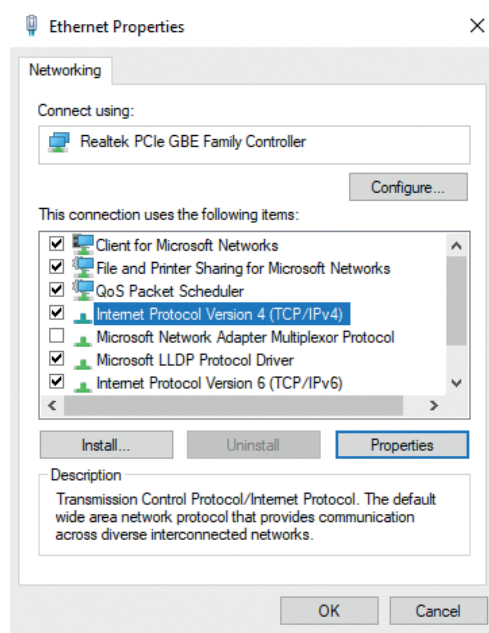 Ethernet Properties
Networking
Connect using:
Realtek PCIe GBE Family Controller
Configure...
This connection uses the following items:
Client for Microsoft Networks
File and Printer Sharing for Microsoft Networks
QoS Packet Scheduler
Internet Protocol Version 4 (TCP/IPv4)
Microsoft Network Adapter Multiplexor Protocol
Microsoft LLDP Protocol Driver
Internet Protocol Version 6 (TCP/IPv6)
Install... Uninstall Properties
Description
Transmission Control Protocol/Internet Protocol. The default
wide area network protocol that provides communication
across diverse interconnected networks.
OK Cancel